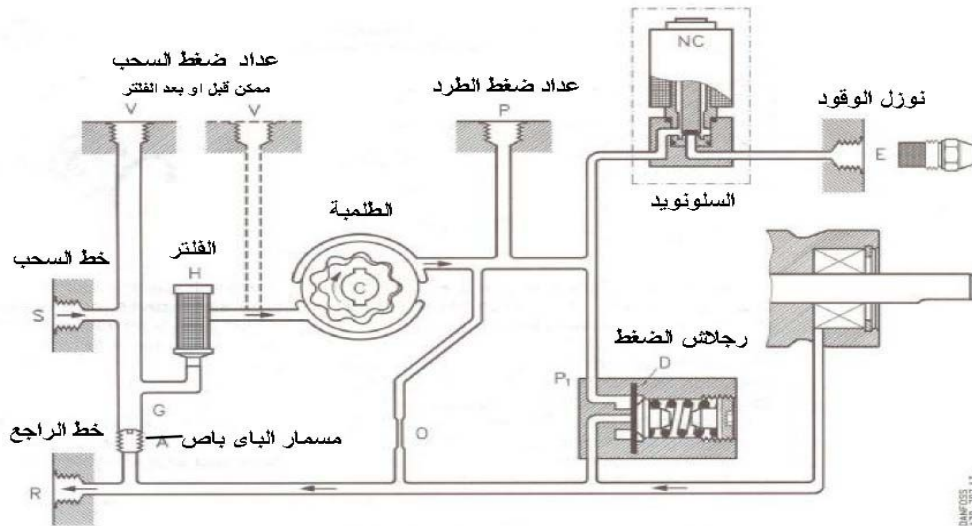 NC
عداد ضغط السحب
ممكن قبل او بعد الفلتر
عداد ضغط الطرد
نوزل الوقود
V
V
P
E
السلونويد
الطلمبة
الفلتر
خط السحب
H
C
S
رجلاش الضغط
P1
D
G
خط الراجع
A
مسمار الباى باص
O
R
DANFOSS